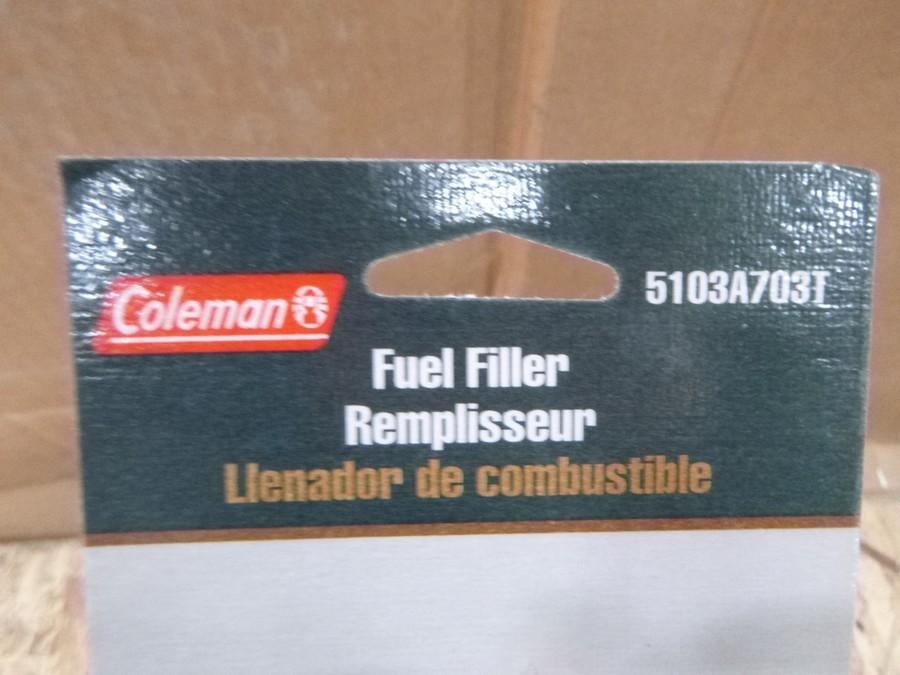 Coleman
5103A703T
Fuel Filler
Remplisseur
Llenador de combustible